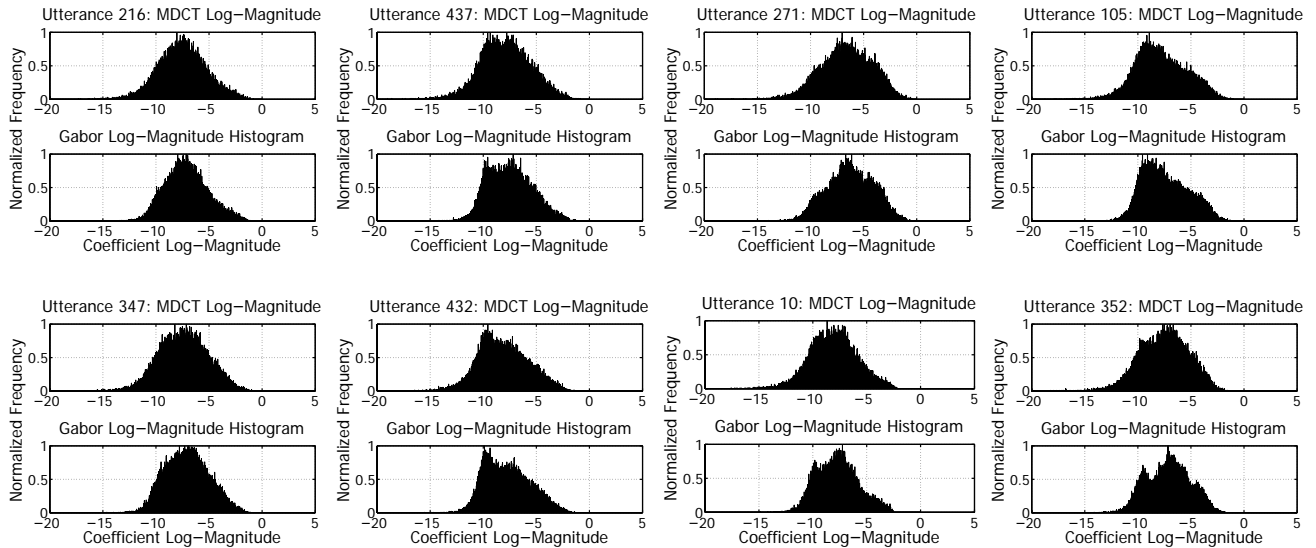 Utterance 216: MDCT Log−Magnitude
1
0.5
0
−20 −15 −10 −5 0 5
Gabor Log−Magnitude Histogram
1
0.5
0
−20 −15 −10 −5 0 5
Coefficient Log−Magnitude
Normalized Frequency
Utterance 437: MDCT Log−Magnitude
1
0.5
0
−20 −15 −10 −5 0 5
Gabor Log−Magnitude Histogram
1
0.5
0
−20 −15 −10 −5 0 5
Coefficient Log−Magnitude
Normalized Frequency
Utterance 271: MDCT Log−Magnitude
1
0.5
0
−20 −15 −10 −5 0 5
Gabor Log−Magnitude Histogram
1
0.5
0
−20 −15 −10 −5 0 5
Coefficient Log−Magnitude
Normalized Frequency
Utterance 105: MDCT Log−Magnitude
1
0.5
0
−20 −15 −10 −5 0 5
Gabor Log−Magnitude Histogram
1
0.5
0
−20 −15 −10 −5 0 5
Coefficient Log−Magnitude
Normalized Frequency
Utterance 347: MDCT Log−Magnitude
1
0.5
0
−20 −15 −10 −5 0 5
Gabor Log−Magnitude Histogram
1
0.5
0
−20 −15 −10 −5 0 5
Coefficient Log−Magnitude
Normalized Frequency
Utterance 432: MDCT Log−Magnitude
1
0.5
0
−20 −15 −10 −5 0 5
Gabor Log−Magnitude Histogram
1
0.5
0
−20 −15 −10 −5 0 5
Coefficient Log−Magnitude
Normalized Frequency
Utterance 10: MDCT Log−Magnitude
1
0.5
0
−20 −15 −10 −5 0 5
Gabor Log−Magnitude Histogram
1
0.5
0
−20 −15 −10 −5 0 5
Coefficient Log−Magnitude
Normalized Frequency
Utterance 352: MDCT Log−Magnitude
1
0.5
0
−20 −15 −10 −5 0 5
Gabor Log−Magnitude Histogram
1
0.5
0
−20 −15 −10 −5 0 5
Coefficient Log−Magnitude
Normalized Frequency